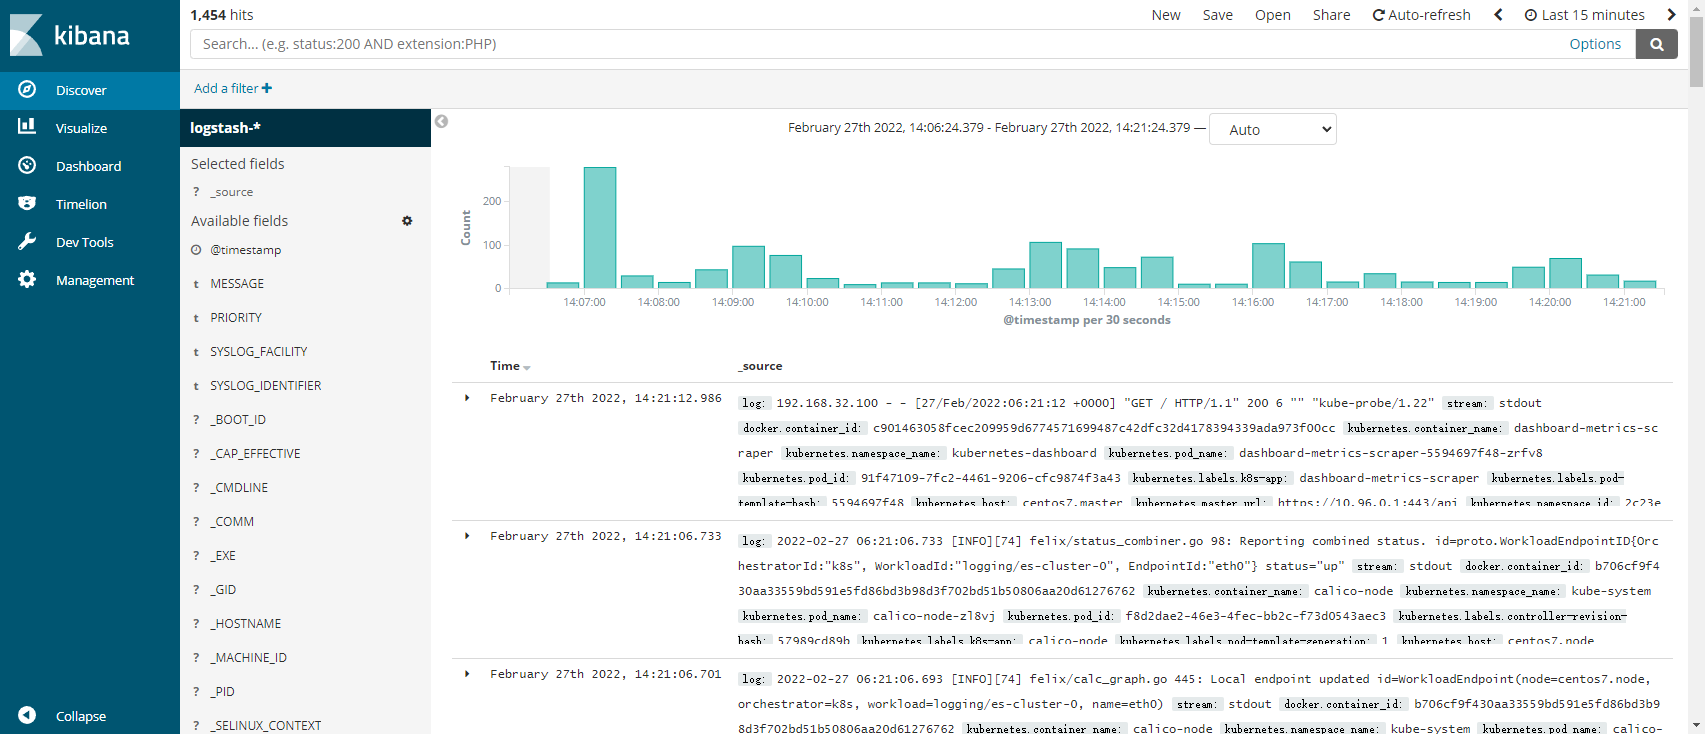 kibana
Discover
Visualize
Dashboard
Timelion
Dev Tools
Management
Collapse
1,454 hits
New Save Open Share Auto-refresh Last 15 minutes
Search... (e.g. status:200 AND extension:PHP) Options
Add a filter
logstash-*
Selected fields
? _source
Available fields
@timestamp
t MESSAGE
t PRIORITY
t SYSLOG_FACILITY
t SYSLOG_IDENTIFIER
? _BOOT_ID
? _CAP_EFFECTIVE
? _CMDLINE
? _COMM
? _EXE
? _GID
? _HOSTNAME
? _MACHINE_ID
? _PID
? _SELINUX_CONTEXT
February 27th 2022, 14:06:24.379 - February 27th 2022, 14:21:24.379 — Auto
Count
200
100
0
14:07:00 14:08:00 14:09:00 14:10:00 14:11:00 14:12:00 14:13:00 14:14:00 14:15:00 14:16:00 14:17:00 14:18:00 14:19:00 14:20:00 14:21:00
@timestamp per 30 seconds
Time _source
February 27th 2022, 14:21:12.986
log: 192.168.32.100 - - [27/Feb/2022:06:21:12 +0000] "GET / HTTP/1.1" 200 6 "" "kube-probe/1.22" stream: stdout
docker.container_id: c901463058fcec209959d6774571699487c42dfc32d4178394339ada973f00cc kubernetes.container_name: dashboard-metrics-sc
raper kubernetes.namespace_name: kubernetes-dashboard kubernetes.pod_name: dashboard-metrics-scraper-5594697f48-zrfv8
kubernetes.pod_id: 91f47109-7fc2-4461-9206-cfc9874f3a43 kubernetes.labels.k8s-app: dashboard-metrics-scraper kubernetes.labels.pod-
template-hash: 5594697f48 kubernetes.host: centos7.master kubernetes.master_url: https://10.96.0.1:443/api kubernetes.namespace_id: 2c23e
February 27th 2022, 14:21:06.733
log: 2022-02-27 06:21:06.733 [INFO][74] felix/status_combiner.go 98: Reporting combined status. id=proto.WorkloadEndpointID{Orc
hestratorId:"k8s", WorkloadId:"logging/es-cluster-0", EndpointId:"eth0"} status="up" stream: stdout docker.container_id: b706cf9f4
30aa33559bd591e5fd86bd3b98d3f702bd51b50806aa20d61276762 kubernetes.container_name: calico-node kubernetes.namespace_name: kube-system
kubernetes.pod_name: calico-node-zl8vj kubernetes.pod_id: f8d2dae2-46e3-4fec-bb2c-f73d0543aec3 kubernetes.labels.controller-revision-
hash: 57989cd89b kubernetes.labels.k8s-app: calico-node kubernetes.labels.pod-template-generation: 1 kubernetes.host: centos7.node
February 27th 2022, 14:21:06.701
log: 2022-02-27 06:21:06.693 [INFO][74] felix/calc_graph.go 445: Local endpoint updated id=WorkloadEndpoint(node=centos7.node,
orchestrator=k8s, workload=logging/es-cluster-0, name=eth0) stream: stdout docker.container_id: b706cf9f430aa33559bd591e5fd86bd3b9
8d3f702bd51b50806aa20d61276762 kubernetes.container_name: calico-node kubernetes.namespace_name: kube-system kubernetes.pod_name: calico-